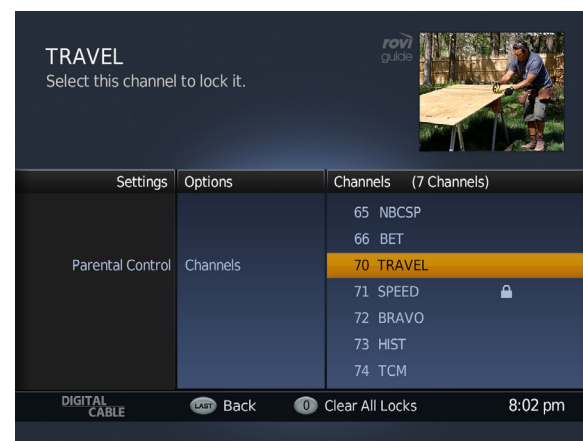 TRAVEL
Select this channel to lock it.
rovi
guide
Settings Options Channels (7 Channels)
65 NBCSP
66 BET
Parental Control Channels 70 TRAVEL
71 SPEED
72 BRAVO
73 HIST
74 TCM
DIGITAL
CABLE
LAST Back 0 Clear All Locks 8:02 pm